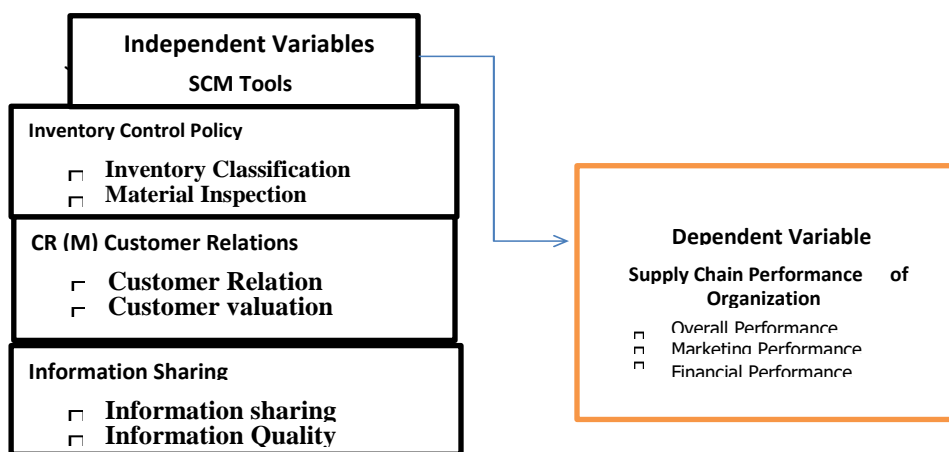 Independent Variables
SCM Tools
Inventory Control Policy
Inventory Classification
Material Inspection
CR (M) Customer Relations
Customer Relation
Customer valuation
Information Sharing
Information sharing
Information Quality
Dependent Variable
Supply Chain Performance of
Organization
Overall Performance
Marketing Performance
Financial Performance